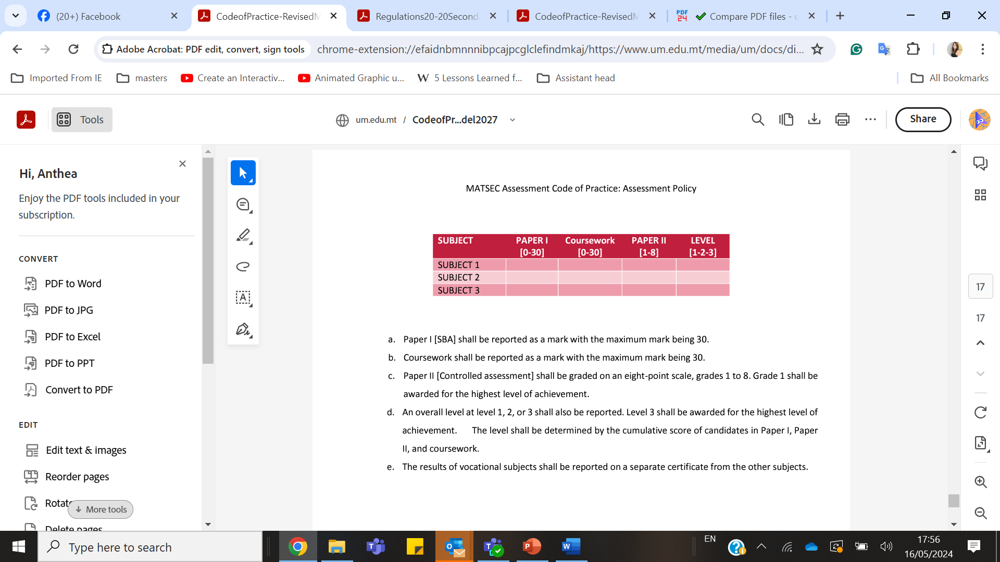 (20+) Facebook
CodeofPractice-RevisedM
Regulations20-20Second
CodeofPractice-RevisedM
PDF
24
Compare PDF files - c
Adobe Acrobat: PDF edit, convert, sign tools
chrome-extension://efaidnbmnnnibpcajpcglclefindmkaj/https://www.um.edu.mt/media/um/docs/di...
Imported From IE
masters
Create an Interactiv...
Animated Graphic u...
W 5 Lessons Learned f...
Assistant head
All Bookmarks
Tools
um.edu.mt / CodeofPr...del2027
Share
Hi, Anthea
Enjoy the PDF tools included in your
subscription.
CONVERT
PDF to Word
PDF to JPG
PDF to Excel
PDF to PPT
Convert to PDF
EDIT
Edit text & images
Reorder pages
Rotate
More tools
Delete pages
MATSEC Assessment Code of Practice: Assessment Policy
SUBJECT PAPER I Coursework PAPER II LEVEL
[0-30] [0-30] [1-8] [1-2-3]
SUBJECT 1
SUBJECT 2
SUBJECT 3
a. Paper I [SBA] shall be reported as a mark with the maximum mark being 30.
b. Coursework shall be reported as a mark with the maximum mark being 30.
c. Paper II [Controlled assessment] shall be graded on an eight-point scale, grades 1 to 8. Grade 1 shall be
awarded for the highest level of achievement.
d. An overall level at level 1, 2, or 3 shall also be reported. Level 3 shall be awarded for the highest level of
achievement. The level shall be determined by the cumulative score of candidates in Paper I, Paper
II, and coursework.
e. The results of vocational subjects shall be reported on a separate certificate from the other subjects.
17
17
Type here to search
EN
17:56
16/05/2024